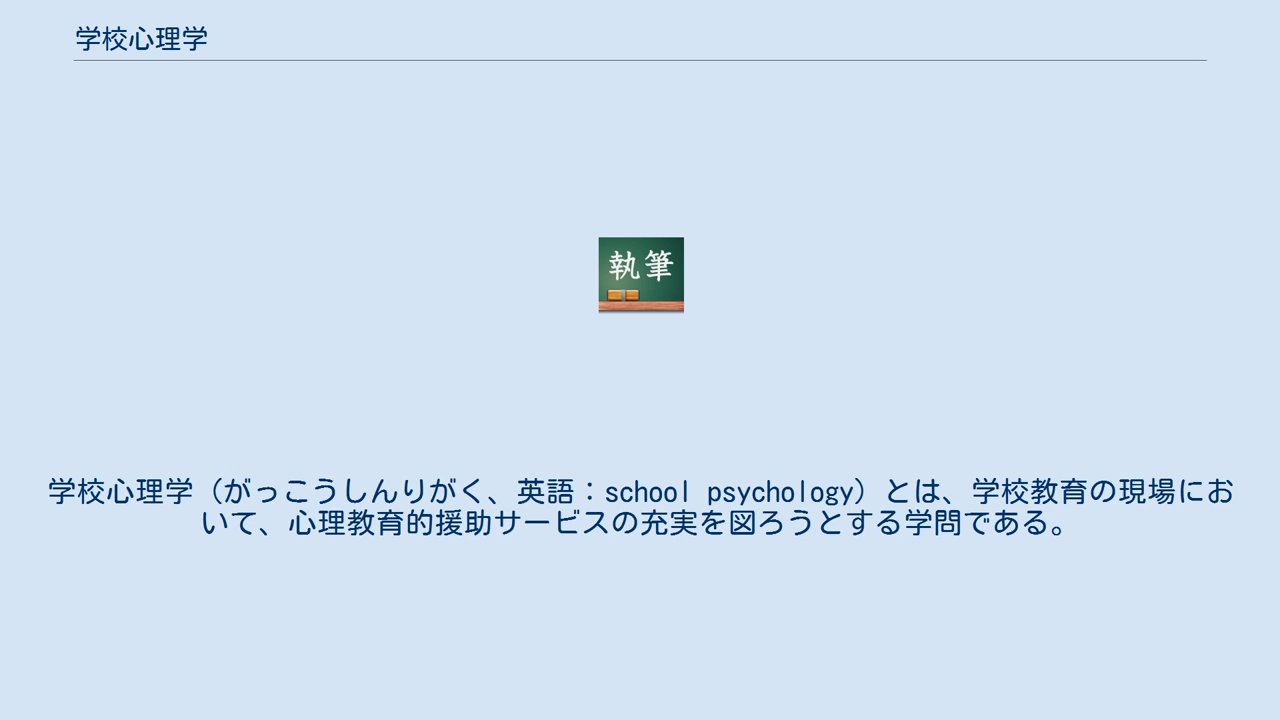 学校心理学
執筆
学校心理学（がっこうしんりがく、英語：school psychology）とは、学校教育の現場にお
いて、心理教育的援助サービスの充実を図ろうとする学問である。